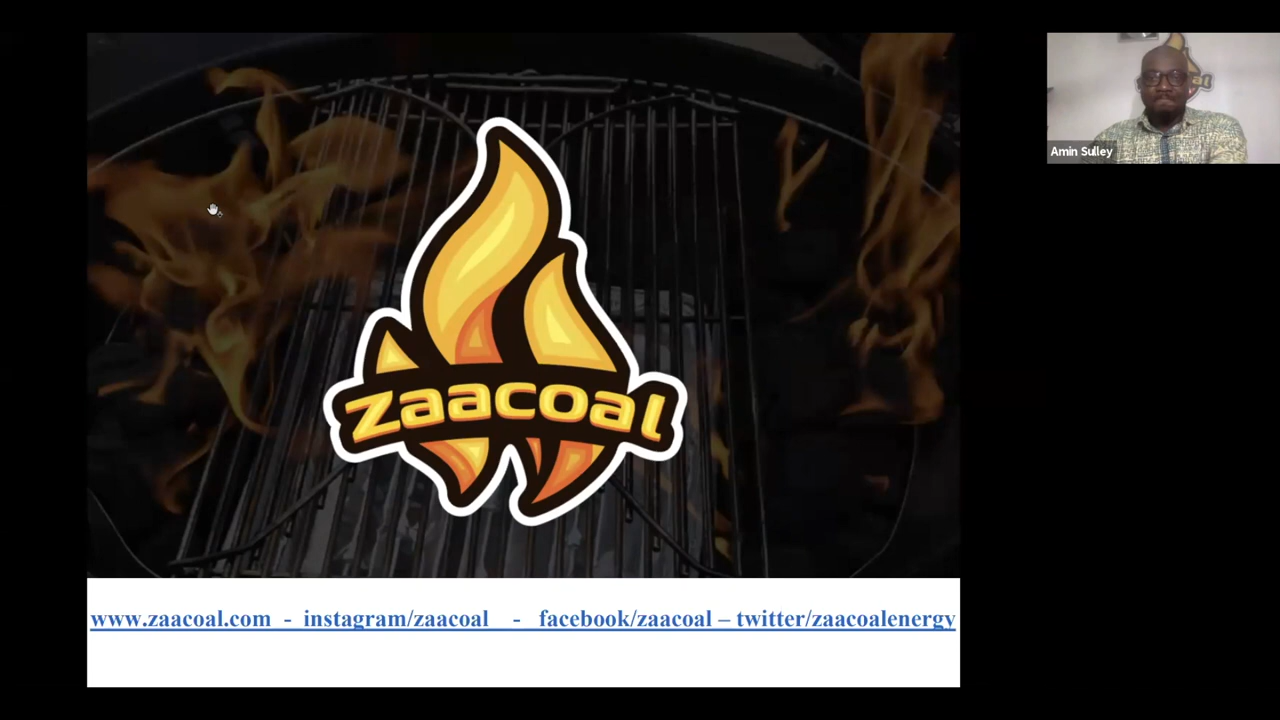 zaacoal
www.zaacoal.com - instagram/zaacoal - facebook/zaacoal – twitter/zaacoalenergy
Amin Sulley